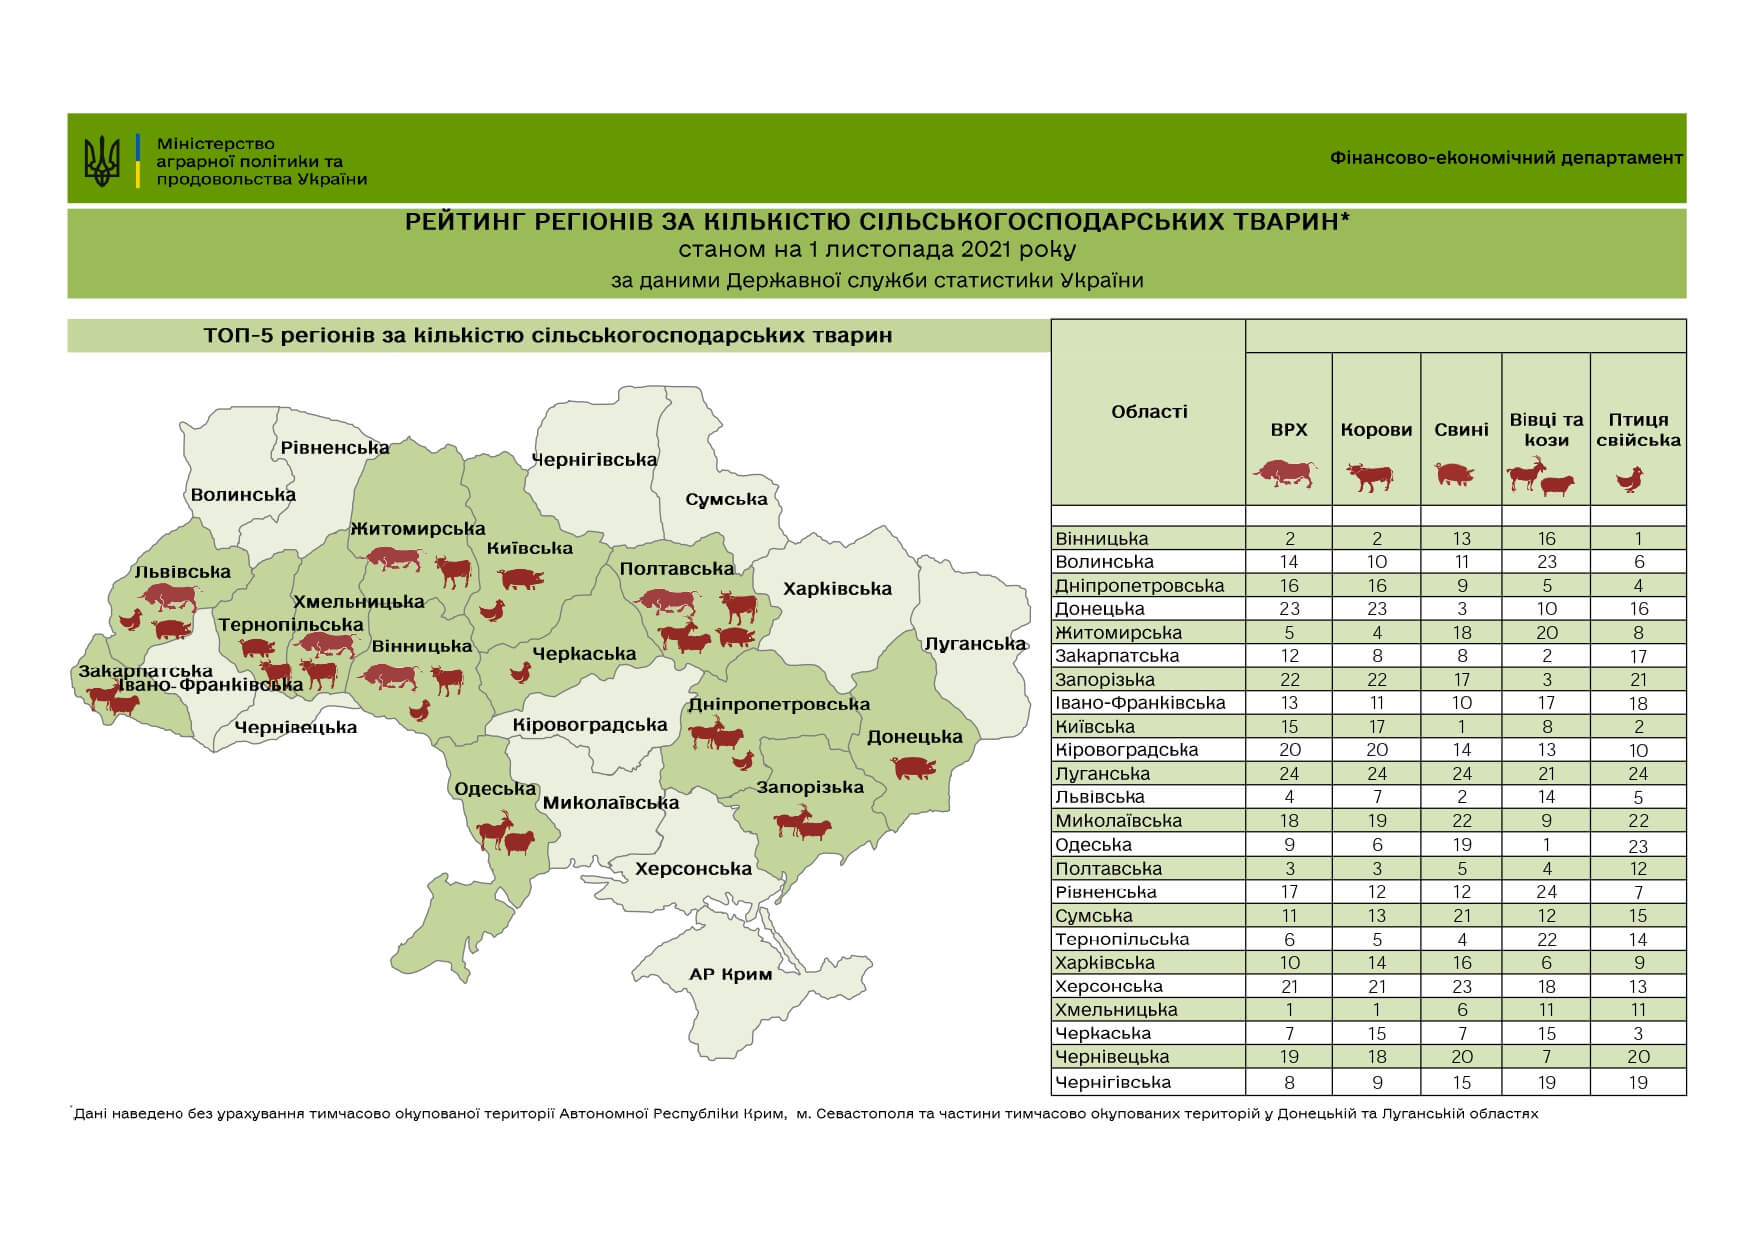 Міністерство
аграрної політики та
продовольства України
Фінансово-економічний департамент
РЕЙТИНГ РЕГІОНІВ ЗА КІЛЬКІСТЮ СІЛЬСЬКОГОСПОДАРСЬКИХ ТВАРИН*
станом на 1 листопада 2021 року
за даними Державної служби статистики України
ТОП-5 регіонів за кількістю сільськогосподарських тварин
Рівненська
Волинська
Чернігівська
Сумська
Житомирська
Київська
Львівська
Полтавська
Харківська
Хмельницька
Тернопільська
Вінницька
Черкаська
Луганська
Закарпатська
Івано-Франківська
Чернівецька
Кіровоградська
Дніпропетровська
Донецька
Одеська
Миколаївська
Запорізька
Херсонська
АР Крим
Області ВРХ Корови Свині Вівці та кози Птиця свійська
Вінницька 2 2 13 16 1
Волинська 14 10 11 23 6
Дніпропетровська 16 16 9 5 4
Донецька 23 23 3 10 16
Житомирська 5 4 18 20 8
Закарпатська 12 8 8 2 17
Запорізька 22 22 17 3 21
Івано-Франківська 13 11 10 17 18
Київська 15 17 1 8 2
Кіровоградська 20 20 14 13 10
Луганська 24 24 24 21 24
Львівська 4 7 2 14 5
Миколаївська 18 19 22 9 22
Одеська 9 6 19 1 23
Полтавська 3 3 5 4 12
Рівненська 17 12 12 24 7
Сумська 11 13 21 12 15
Тернопільська 6 5 4 22 14
Харківська 10 14 16 6 9
Херсонська 21 21 23 18 13
Хмельницька 1 1 6 11 11
Черкаська 7 15 7 15 3
Чернівецька 19 18 20 7 20
Чернігівська 8 9 15 19 19
*Дані наведено без урахування тимчасово окупованої території Автономної Республіки Крим, м. Севастополя та частини тимчасово окупованих територій у Донецькій та Луганській областях